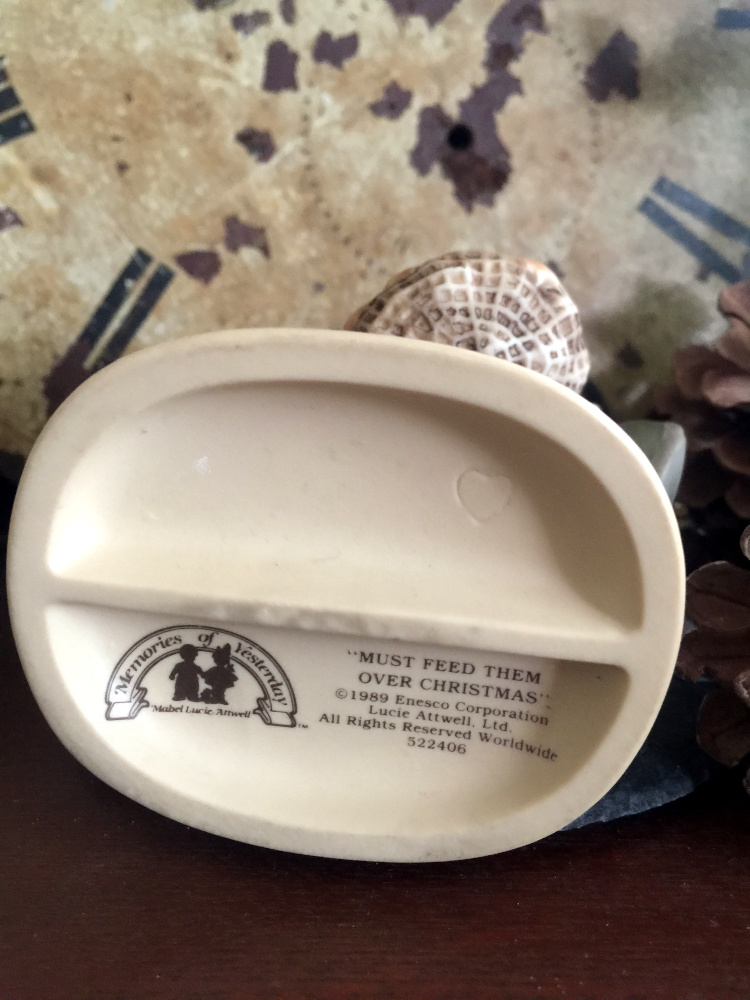 Memories of Yesterday
Mabel Lucie Attwell
TM
"MUST FEED THEM
OVER CHRISTMAS"
©1989 Enesco Corporation
Lucie Attwell, Ltd.
All Rights Reserved Worldwide
522406